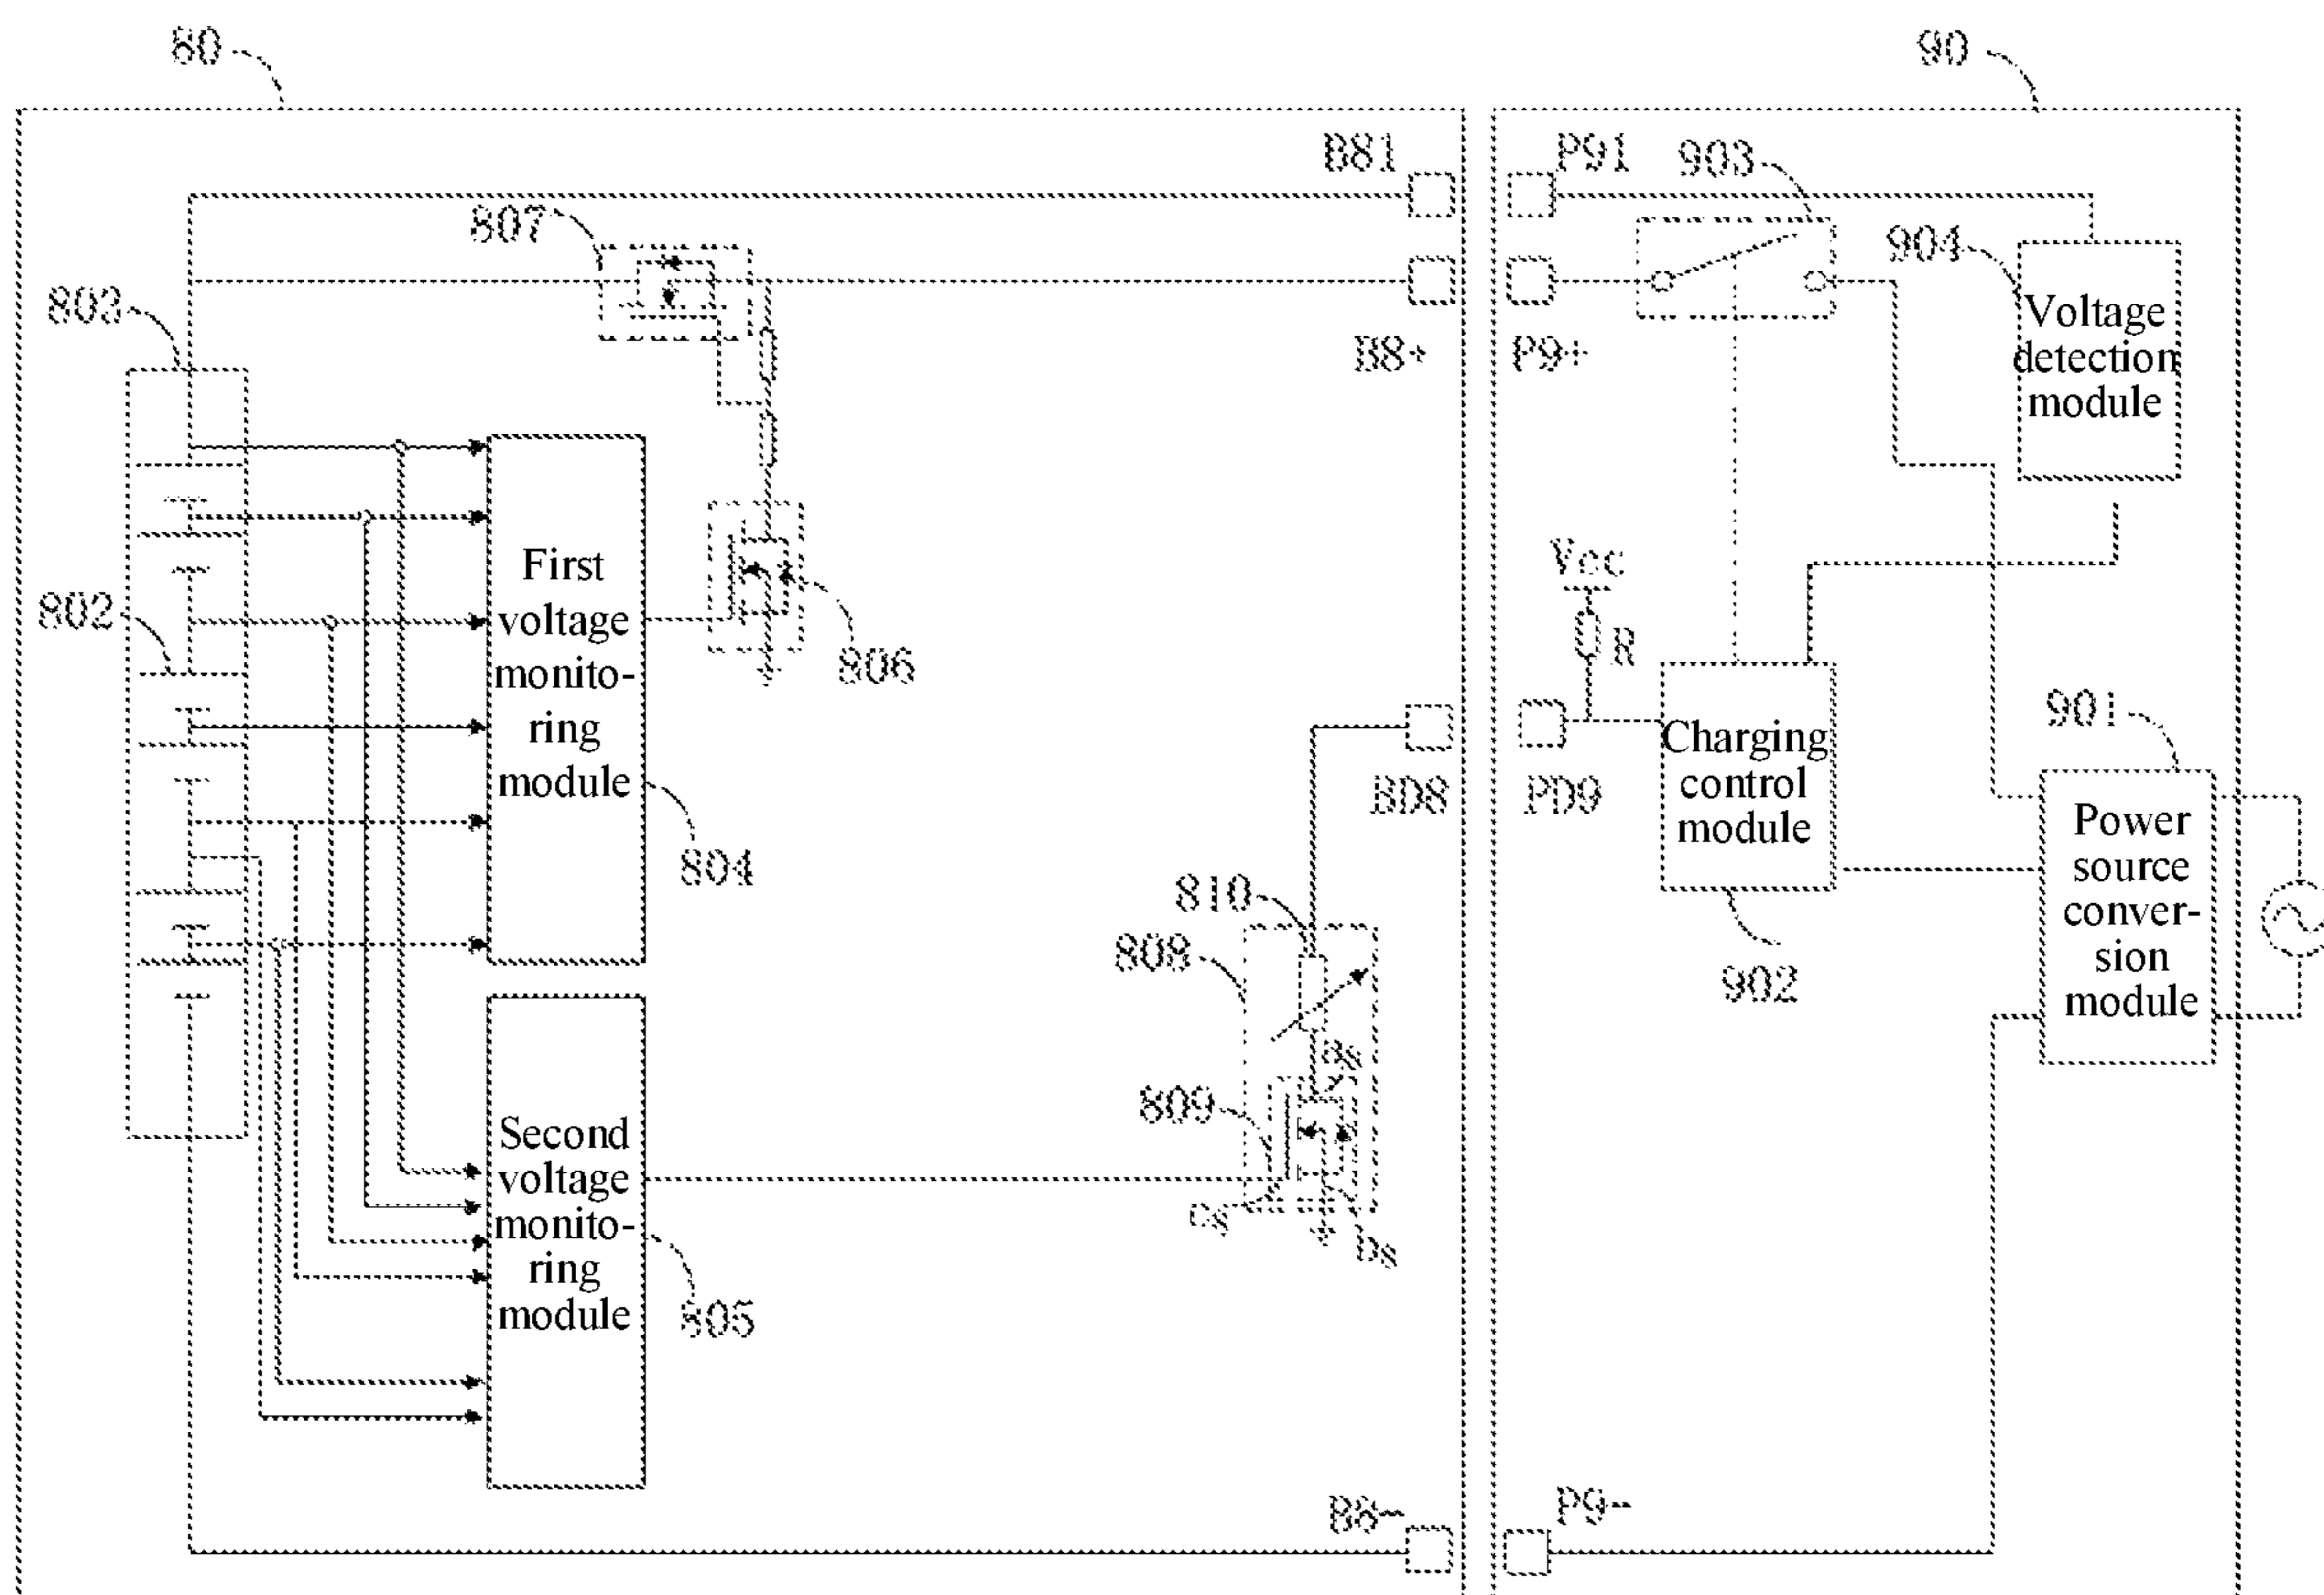 80
90
B81
P91
903
807
904
803
Voltage
detection
module
B8+
P9+
First
voltage
monito-
ring
module
Vcc
R
802
806
901
Charging
control
module
BD8
PD9
Power
source
conver-
sion
module
804
810
808
902
809
Second
voltage
monito-
ring
module
D8
805
B8-
P9-